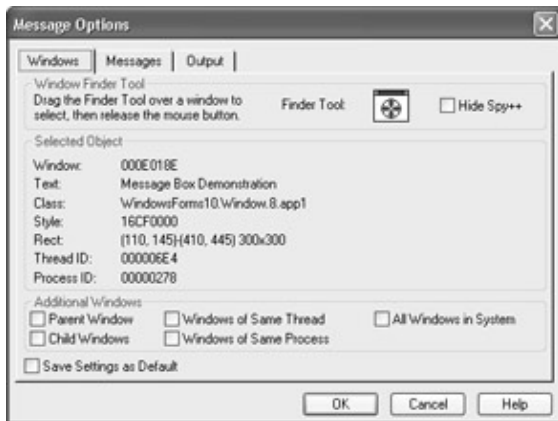 Message Options
Windows Messages Output
Window Finder Tool
Drag the Finder Tool over a window to
select, then release the mouse button.
Finder Tool:
Hide Spy++
Selected Object
Window: 000E018E
Text: Message Box Demonstration
Class: WindowsForms10.Window.8.app1
Style: 16CF0000
Rect: (110, 145)-(410, 445) 300x300
Thread ID: 000006E4
Process ID: 00000278
Additional Windows
Parent Window Windows of Same Thread All Windows in System
Child Windows Windows of Same Process
Save Settings as Default
OK Cancel Help